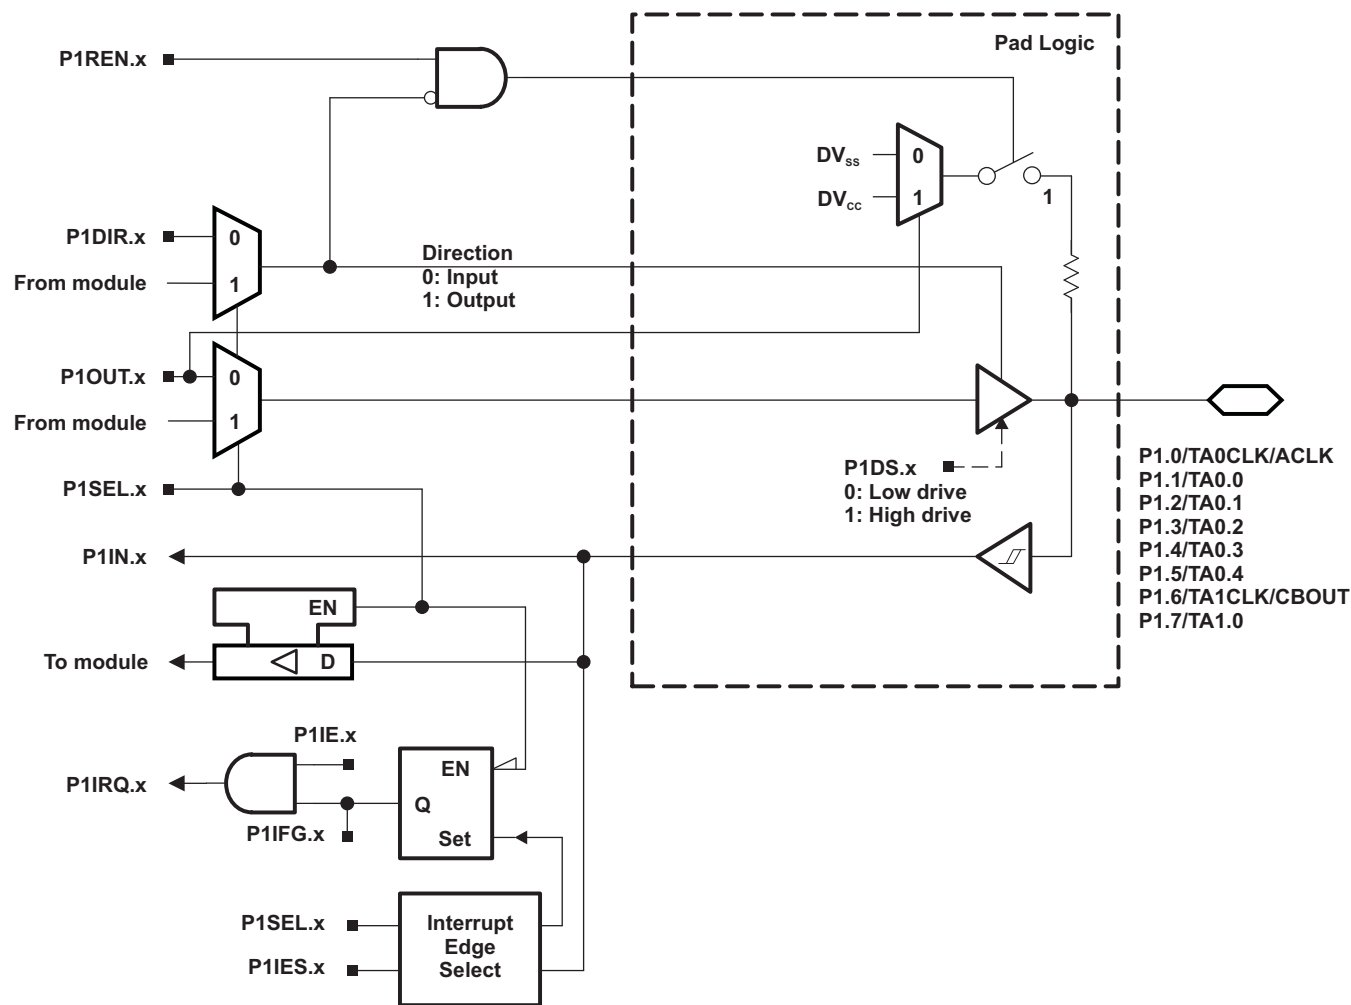 Pad Logic
P1REN.x
DVSS
0
DVCC
1
1
P1DIR.x
0
From module
1
Direction
0: Input
1: Output
P1OUT.x
0
From module
1
P1SEL.x
P1DS.x
0: Low drive
1: High drive
P1.0/TA0CLK/ACLK
P1.1/TA0.0
P1.2/TA0.1
P1.3/TA0.2
P1.4/TA0.3
P1.5/TA0.4
P1.6/TA1CLK/CBOUT
P1.7/TA1.0
P1IN.x
EN
To module
D
P1IE.x
P1IRQ.x
EN
Q
P1IFG.x
Set
P1SEL.x
P1IES.x
Interrupt
Edge
Select